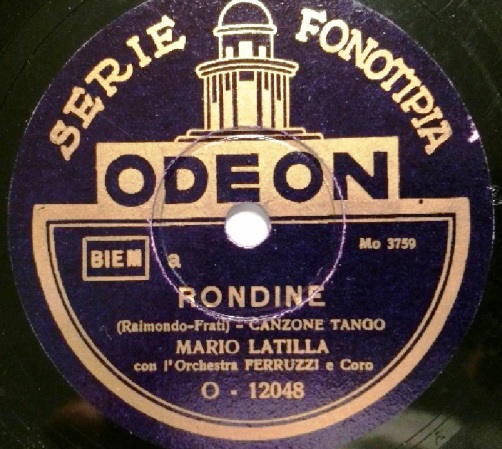 SERIE FONOTIPIA
ODEON
BIEM a
Mo 3759
RONDINE
(Raimondo-Frati) - CANZONE TANGO
MARIO LATILLA
con l'Orchestra FERRUZZI e Coro
O - 12048